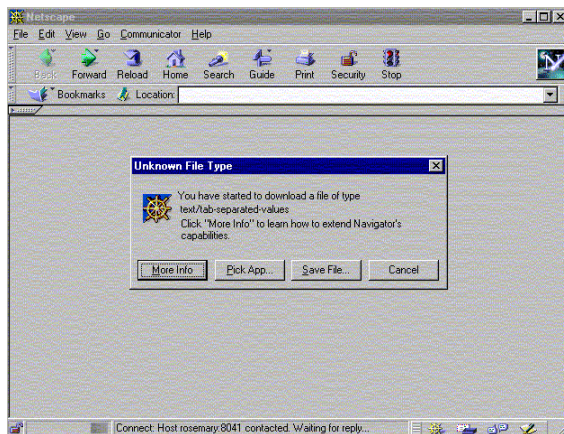 Netscape
File Edit View Go Communicator Help
Back Forward Reload Home Search Guide Print Security Stop
Bookmarks Location:
Unknown File Type
You have started to download a file of type
text/tab-separated-values
Click "More Info" to learn how to extend Navigator's
capabilities.
More Info Pick App... Save File... Cancel
Connect: Host rosemary:8041 contacted. Waiting for reply...